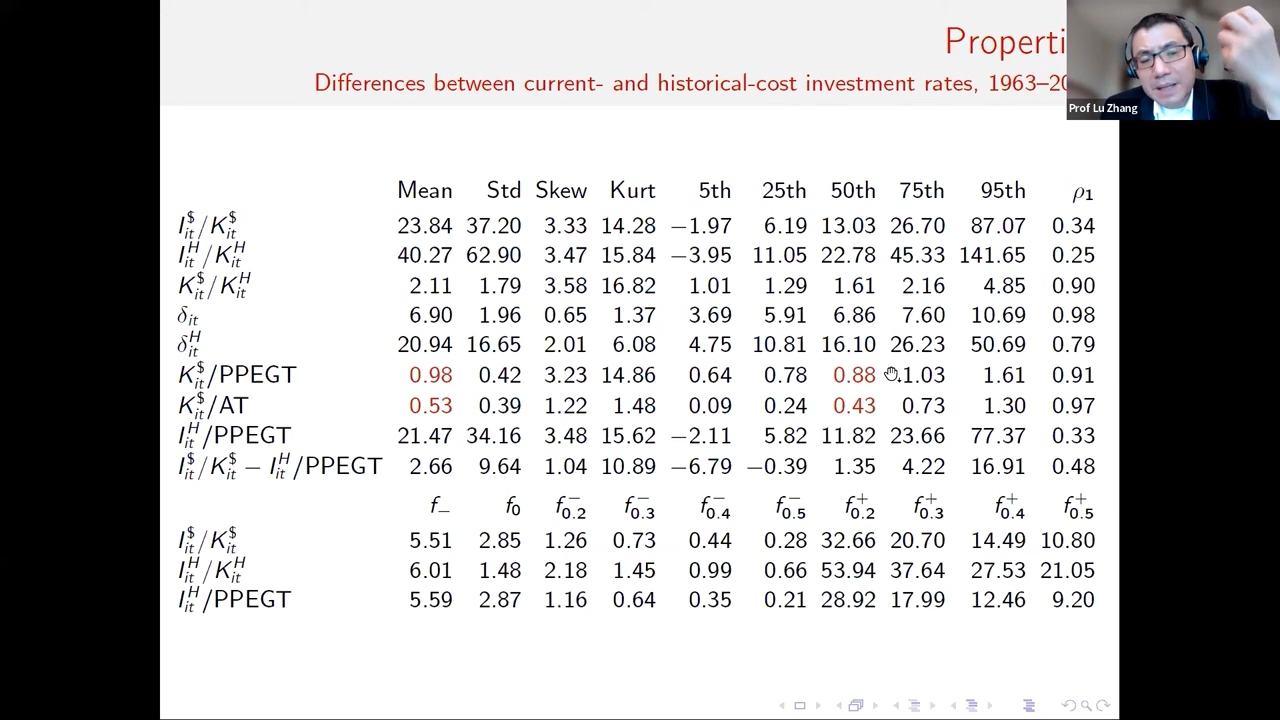 Properti
Differences between current- and historical-cost investment rates, 1963–20
Prof Lu Zhang
Mean Std Skew Kurt 5th 25th 50th 75th 95th ρ₁
I$it/K$it 23.84 37.20 3.33 14.28 −1.97 6.19 13.03 26.70 87.07 0.34
IHit/KHit 40.27 62.90 3.47 15.84 −3.95 11.05 22.78 45.33 141.65 0.25
K$it/KHit 2.11 1.79 3.58 16.82 1.01 1.29 1.61 2.16 4.85 0.90
δit 6.90 1.96 0.65 1.37 3.69 5.91 6.86 7.60 10.69 0.98
δHit 20.94 16.65 2.01 6.08 4.75 10.81 16.10 26.23 50.69 0.79
K$it/PPEGT 0.98 0.42 3.23 14.86 0.64 0.78 0.88 1.03 1.61 0.91
K$it/AT 0.53 0.39 1.22 1.48 0.09 0.24 0.43 0.73 1.30 0.97
IHit/PPEGT 21.47 34.16 3.48 15.62 −2.11 5.82 11.82 23.66 77.37 0.33
I$it/K$it − IHit/PPEGT 2.66 9.64 1.04 10.89 −6.79 −0.39 1.35 4.22 16.91 0.48
f− f0 f−0.2 f−0.3 f−0.4 f−0.5 f+0.2 f+0.3 f+0.4 f+0.5
I$it/K$it 5.51 2.85 1.26 0.73 0.44 0.28 32.66 20.70 14.49 10.80
IHit/KHit 6.01 1.48 2.18 1.45 0.99 0.66 53.94 37.64 27.53 21.05
IHit/PPEGT 5.59 2.87 1.16 0.64 0.35 0.21 28.92 17.99 12.46 9.20